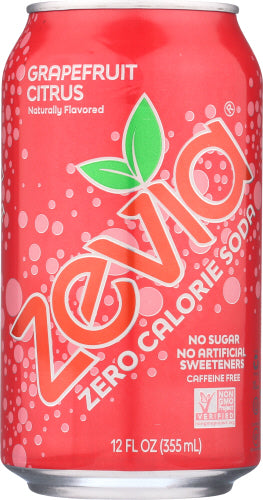 GRAPEFRUIT
CITRUS
Naturally Flavored
zevia®
ZERO CALORIE SODA
NO SUGAR
NO ARTIFICIAL
SWEETENERS
CAFFEINE FREE
NON
GMO
Project
VERIFIED
12 FL OZ (355 mL)